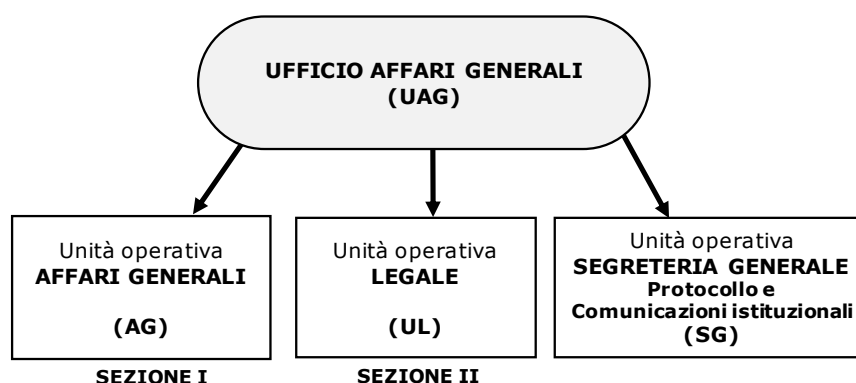 UFFICIO AFFARI GENERALI
(UAG)
Unità operativa
AFFARI GENERALI
(AG)
SEZIONE I
Unità operativa
LEGALE
(UL)
SEZIONE II
Unità operativa
SEGRETERIA GENERALE
Protocollo e
Comunicazioni istituzionali
(SG)